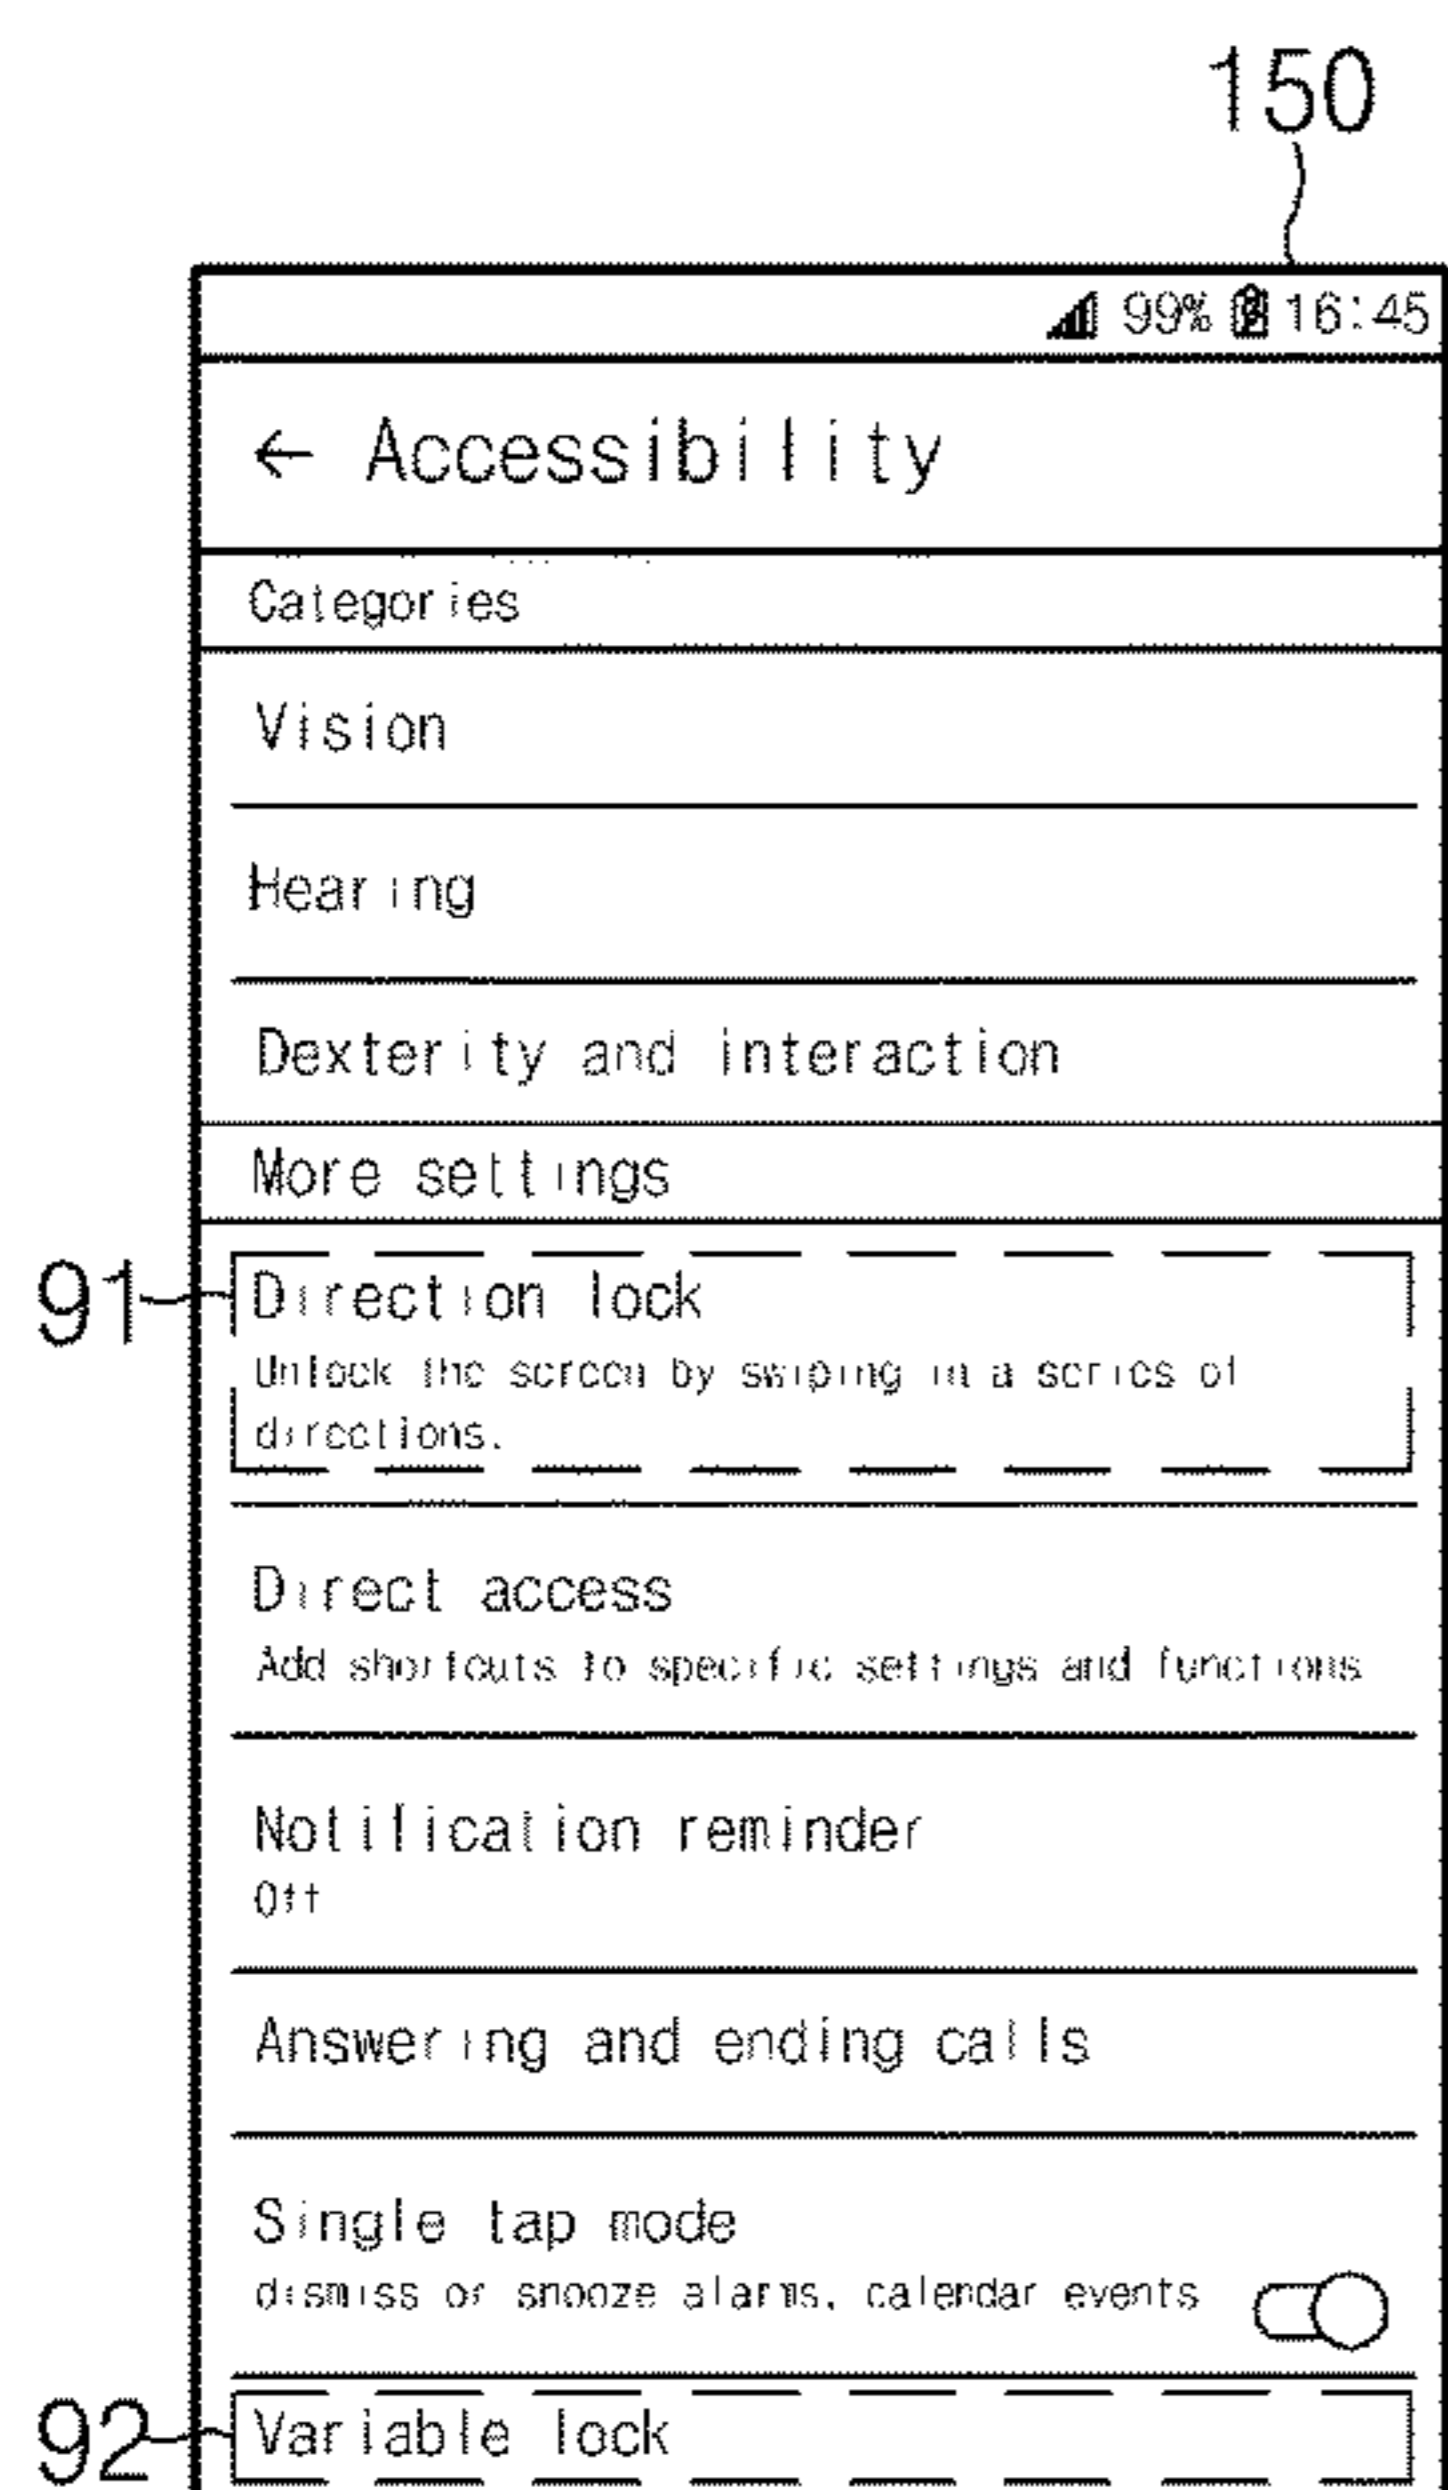 150
99% 16:45
← Accessibility
Categories
Vision
Hearing
Dexterity and interaction
More settings
91
Direction lock
Unlock the screen by swiping in a series of
directions.
Direct access
Add shortcuts to specific settings and functions
Notification reminder
Off
Answering and ending calls
Single tap mode
dismiss or snooze alarms, calendar events
92
Variable lock